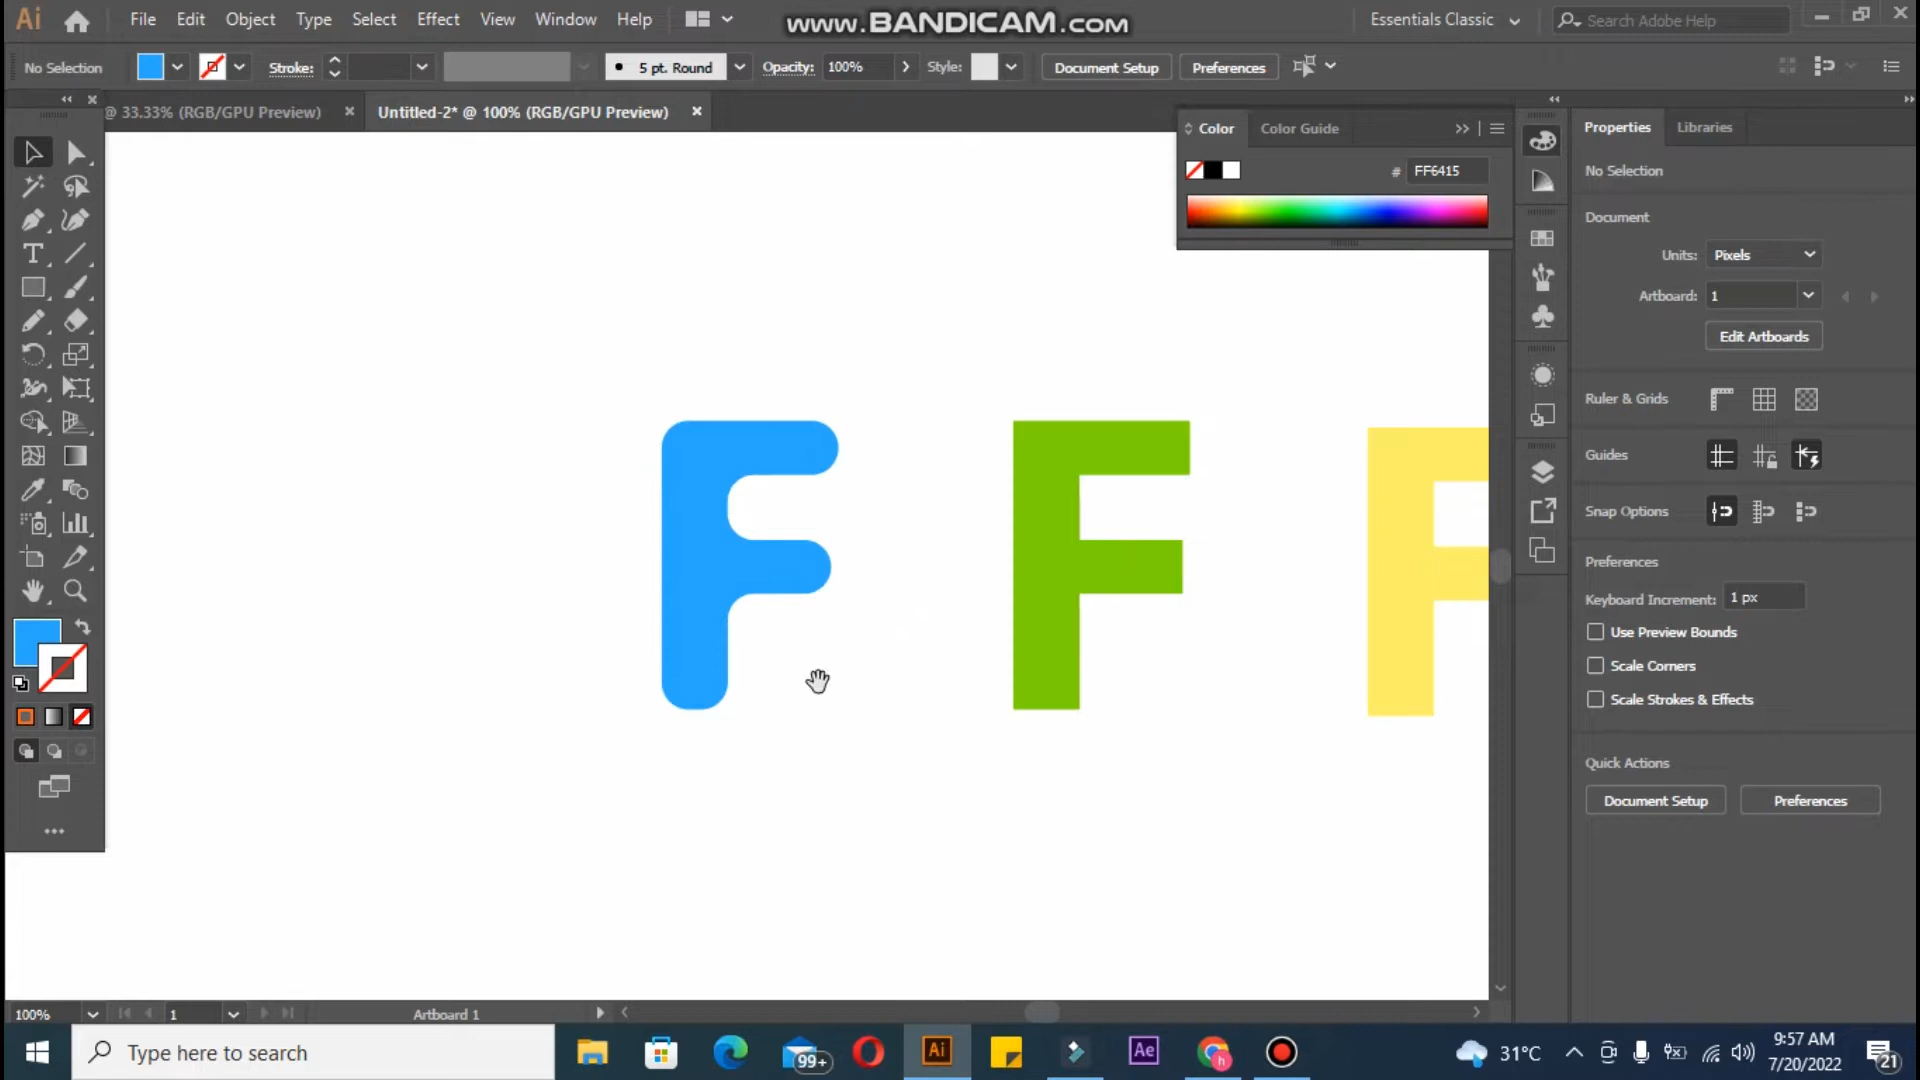 Ai File Edit Object Type Select Effect View Window Help
www.BANDICAM.com
Essentials Classic
Search Adobe Help
No Selection
Stroke:
5 pt. Round
Opacity: 100%
Style:
Document Setup
Preferences
@ 33.33% (RGB/GPU Preview)
Untitled-2* @ 100% (RGB/GPU Preview)
Color
Color Guide
# FF6415
Properties
Libraries
No Selection
Document
Units: Pixels
Artboard: 1
Edit Artboards
Ruler & Grids
Guides
Snap Options
Preferences
Keyboard Increment: 1 px
Use Preview Bounds
Scale Corners
Scale Strokes & Effects
Quick Actions
Document Setup
Preferences
F F F
100%
1
Artboard 1
Type here to search
99+
Ai
Ae
h
31°C
9:57 AM
7/20/2022
21